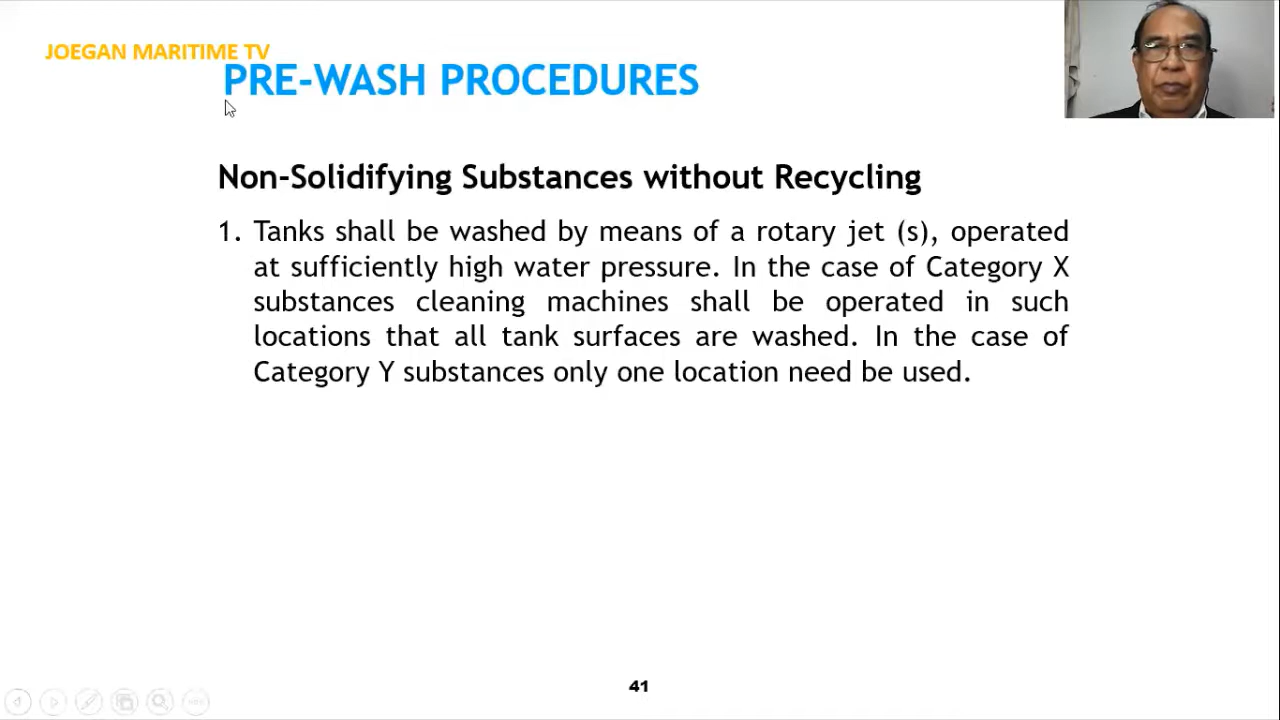 JOEGAN MARITIME TV
PRE-WASH PROCEDURES
Non-Solidifying Substances without Recycling
1. Tanks shall be washed by means of a rotary jet (s), operated
at sufficiently high water pressure. In the case of Category X
substances cleaning machines shall be operated in such
locations that all tank surfaces are washed. In the case of
Category Y substances only one location need be used.
41